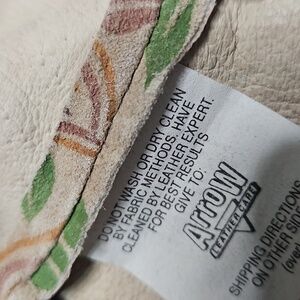 DO NOT WASH OR DRY CLEAN
BY FABRIC METHODS. HAVE
CLEANED BY LEATHER EXPERT.
FOR BEST RESULTS
GIVE TO:
ArroW
LEATHER CARE
SHIPPING DIRECTIONS
ON OTHER SIDE
(over